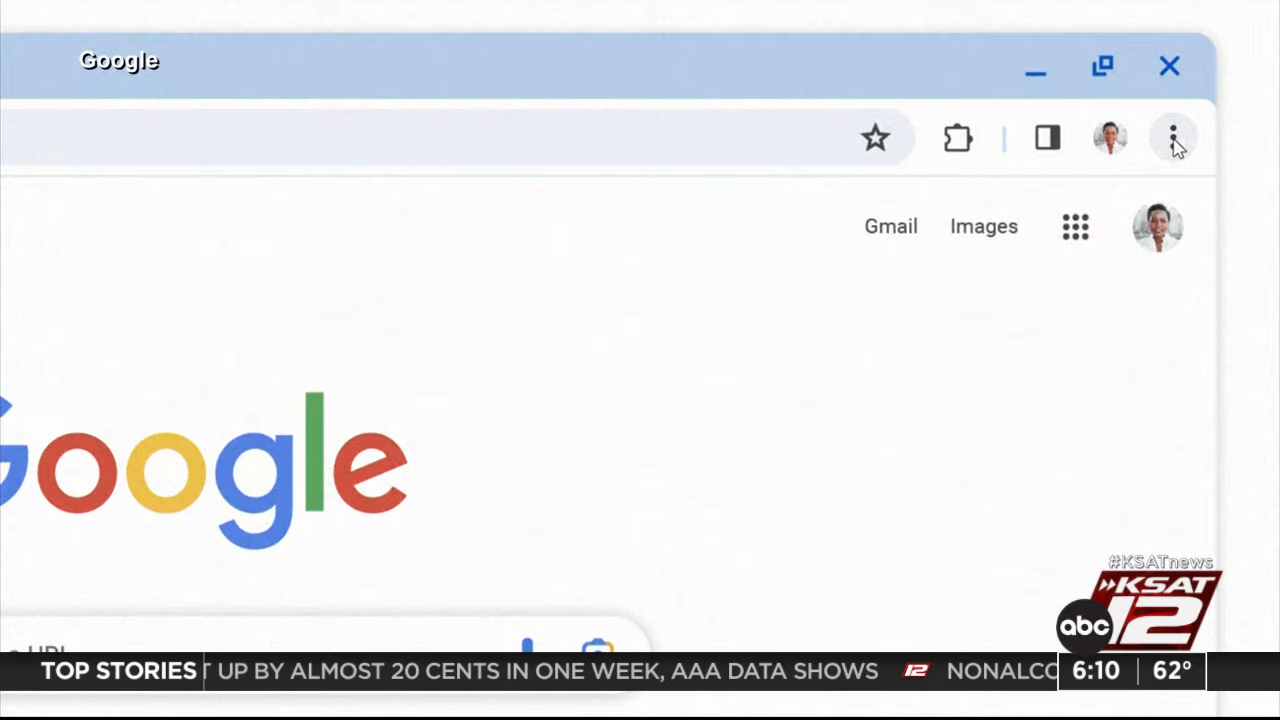 Google
Gmail Images
Google
#KSATnews
KSAT
12
abc
TOP STORIES UP BY ALMOST 20 CENTS IN ONE WEEK, AAA DATA SHOWS 12
6:10 62°